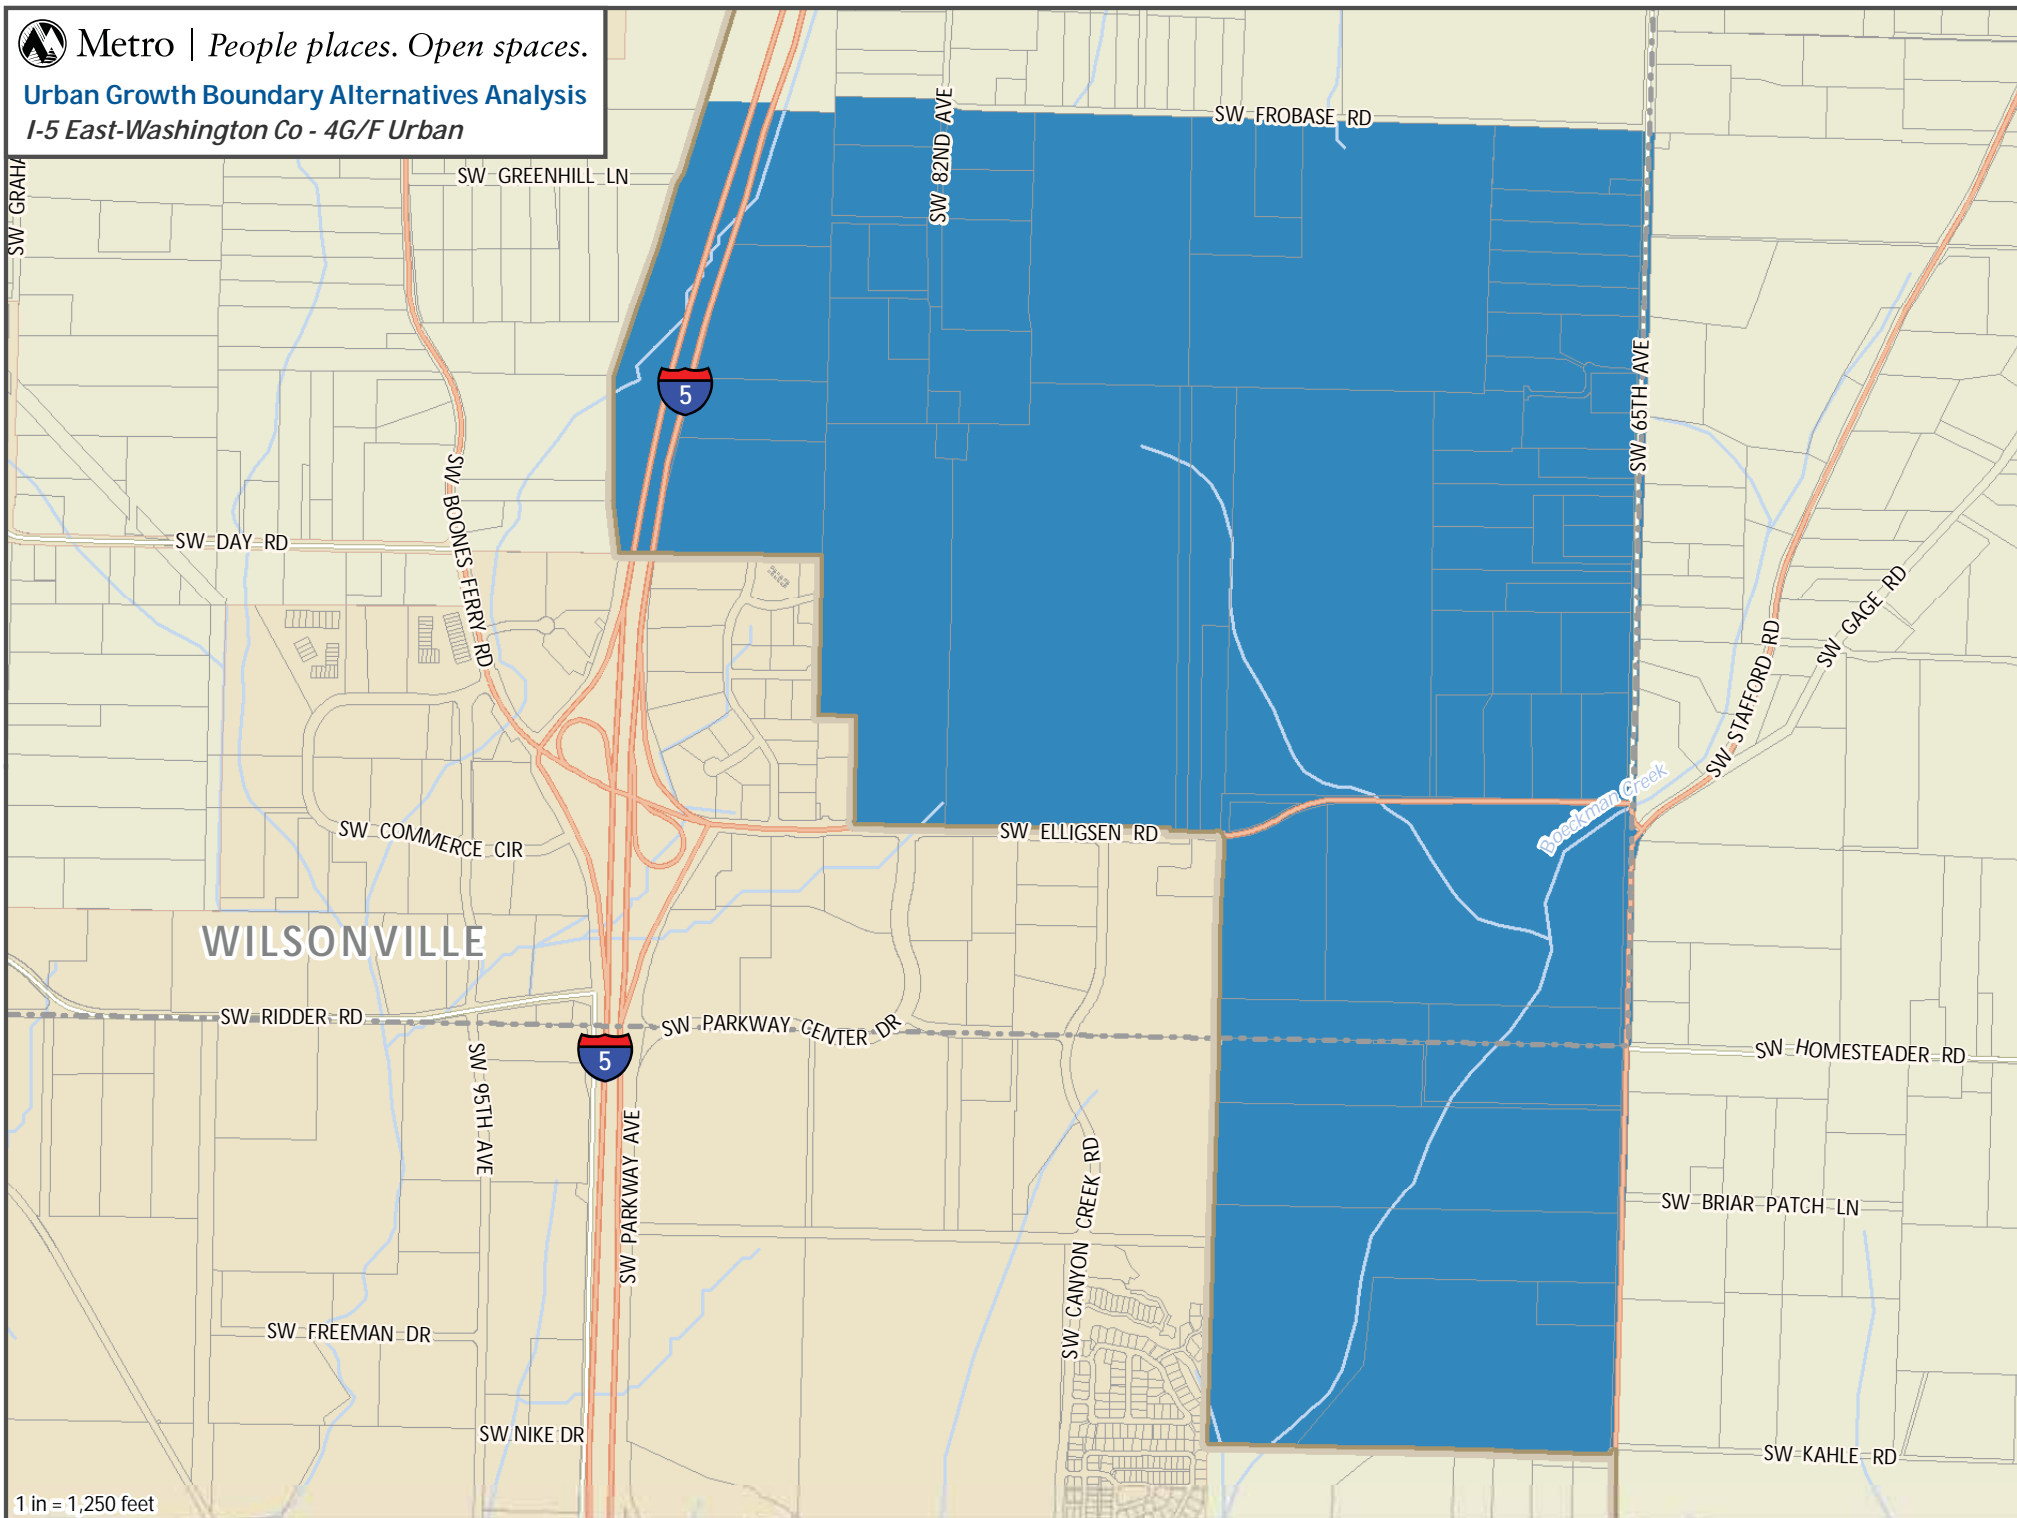 Metro | People places. Open spaces.
Urban Growth Boundary Alternatives Analysis
I-5 East-Washington Co - 4G/F Urban
SW GRAHA
SW GREENHILL LN
SW 82ND AVE
SW FROBASE RD
5
SW 65TH AVE
SW DAY RD
SW BOONES FERRY RD
SW GAGE RD
SW STAFFORD RD
Boeckman Creek
SW COMMERCE CIR
SW ELLIGSEN RD
WILSONVILLE
SW RIDDER RD
SW PARKWAY CENTER DR
5
SW HOMESTEADER RD
SW 95TH AVE
SW PARKWAY AVE
SW CANYON CREEK RD
SW BRIAR PATCH LN
SW FREEMAN DR
SW NIKE DR
SW KAHLE RD
1 in = 1,250 feet